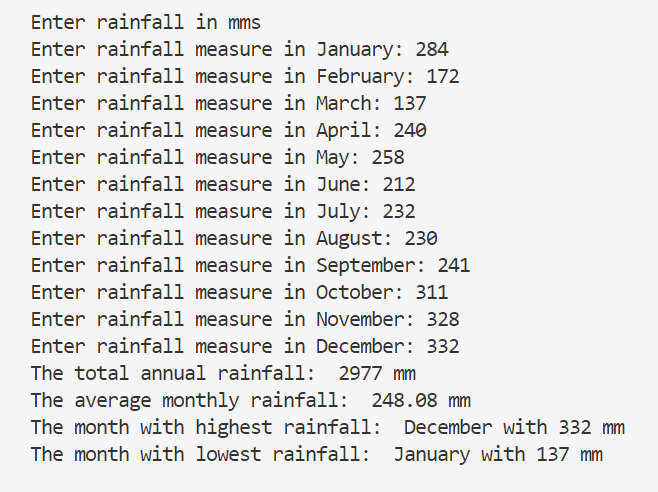 Enter rainfall in mms
Enter rainfall measure in January: 284
Enter rainfall measure in February: 172
Enter rainfall measure in March: 137
Enter rainfall measure in April: 240
Enter rainfall measure in May: 258
Enter rainfall measure in June: 212
Enter rainfall measure in July: 232
Enter rainfall measure in August: 230
Enter rainfall measure in September: 241
Enter rainfall measure in October: 311
Enter rainfall measure in November: 328
Enter rainfall measure in December: 332
The total annual rainfall:  2977 mm
The average monthly rainfall:  248.08 mm
The month with highest rainfall:  December with 332 mm
The month with lowest rainfall:  January with 137 mm